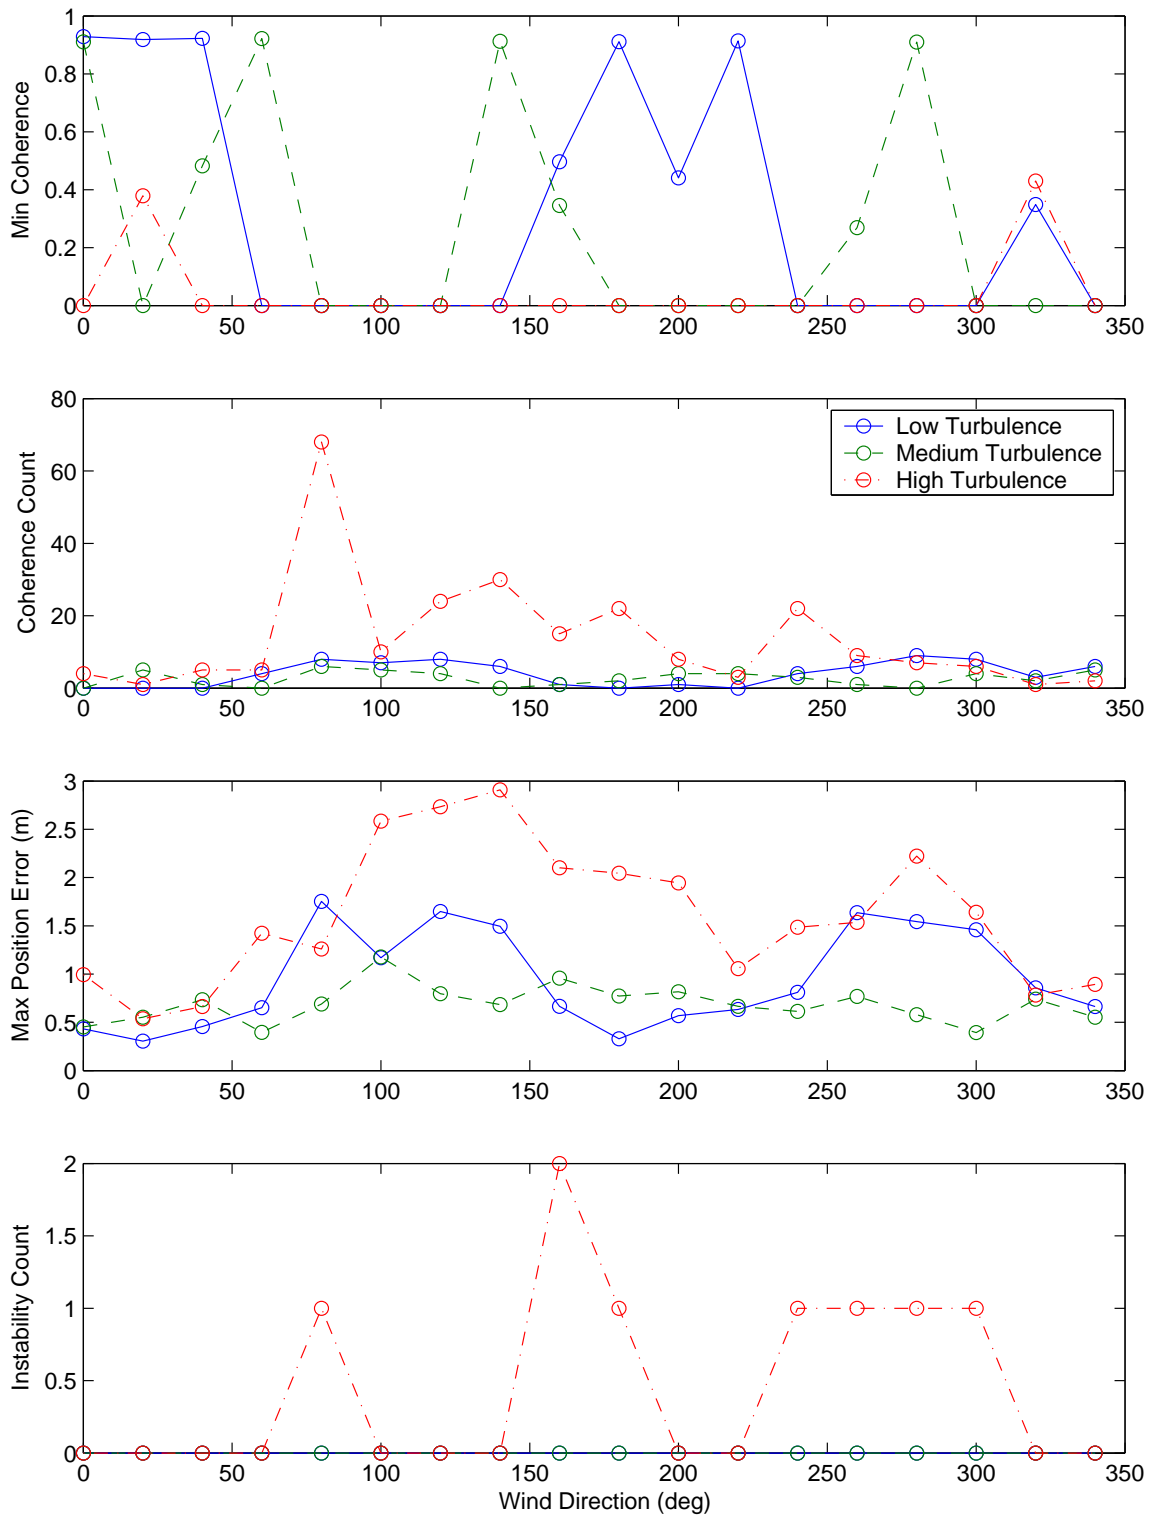 1
0.8
0.6
0.4
0.2
0
Min Coherence
0 50 100 150 200 250 300 350
80
60
40
20
0
Coherence Count
Low Turbulence
Medium Turbulence
High Turbulence
0 50 100 150 200 250 300 350
3
2.5
2
1.5
1
0.5
0
Max Position Error (m)
0 50 100 150 200 250 300 350
2
1.5
1
0.5
0
Instability Count
0 50 100 150 200 250 300 350
Wind Direction (deg)